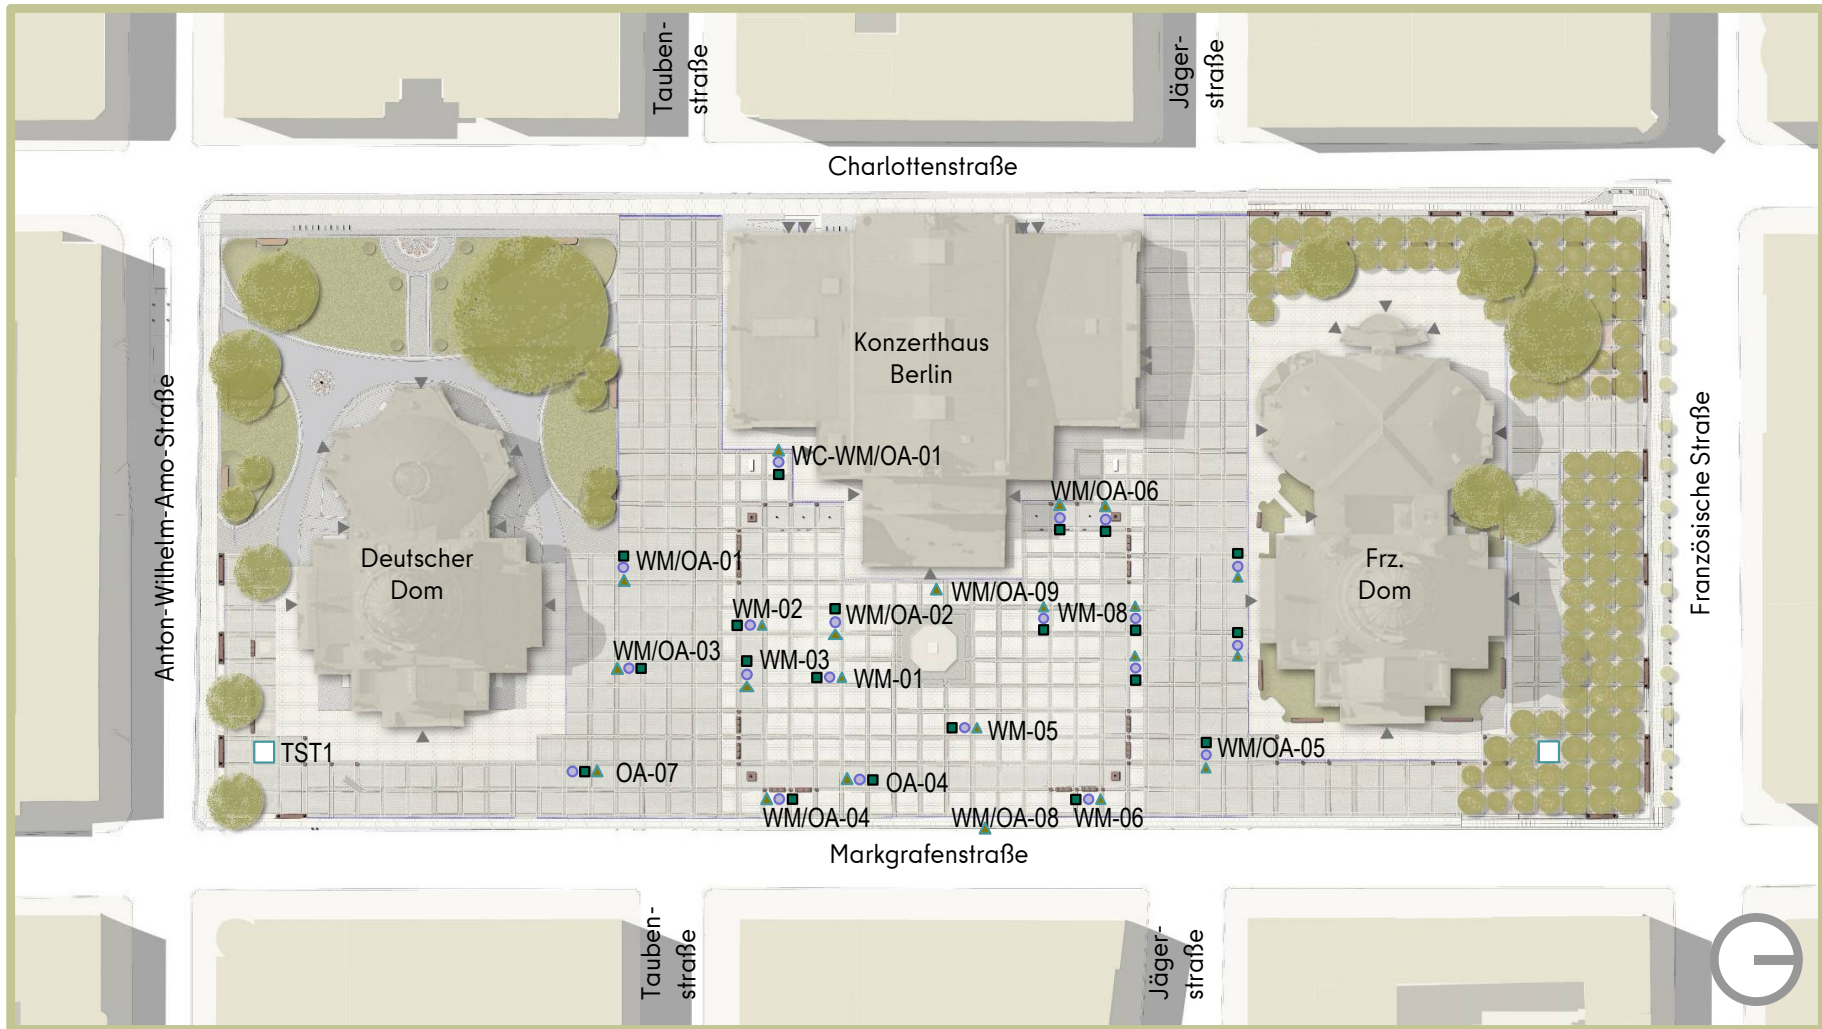 Tauben-
straße
Jäger-
straße
Charlottenstraße
Konzerthaus
Berlin
Anton-Wilhelm-Amo-Straße
Französische Straße
WC-WM/OA-01
WM/OA-06
Deutscher
Dom
WM/OA-01
Frz.
Dom
WM/OA-09
WM-02
WM/OA-02
WM-08
WM/OA-03
WM-03
WM-01
WM-05
TST1
WM/OA-05
OA-07
OA-04
WM/OA-04
WM/OA-08
WM-06
Markgrafenstraße
Tauben-
straße
Jäger-
straße